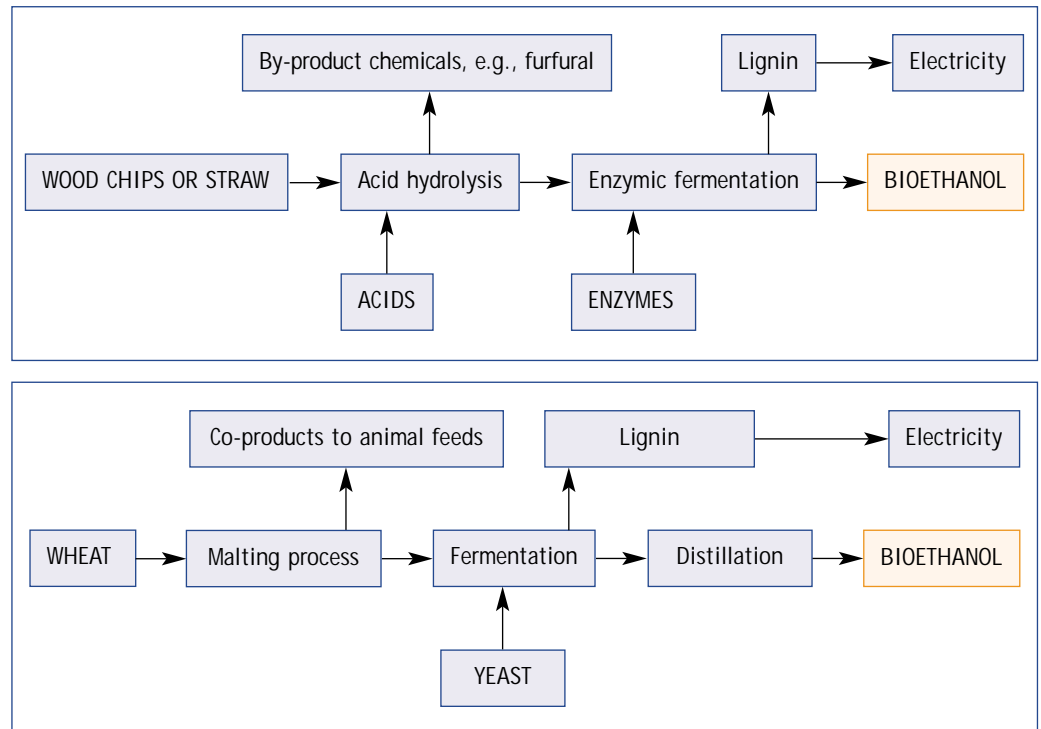 By-product chemicals, e.g., furfural
Lignin
Electricity
WOOD CHIPS OR STRAW
Acid hydrolysis
Enzymic fermentation
BIOETHANOL
ACIDS
ENZYMES
Co-products to animal feeds
Lignin
Electricity
WHEAT
Malting process
Fermentation
Distillation
BIOETHANOL
YEAST